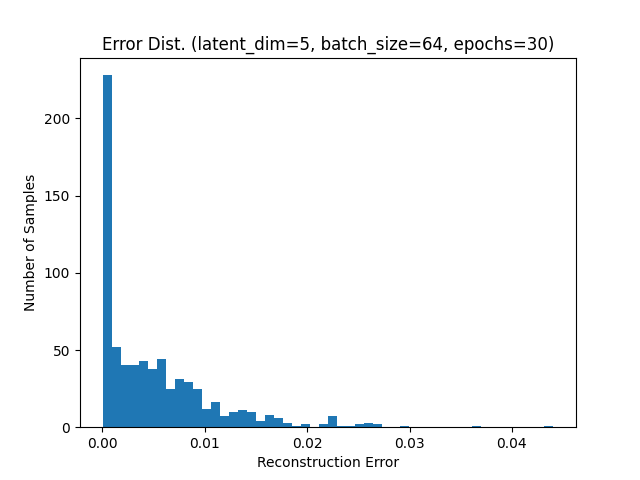 Error Dist. (latent_dim=5, batch_size=64, epochs=30)
200
150
100
50
0
Number of Samples
0.00 0.01 0.02 0.03 0.04
Reconstruction Error